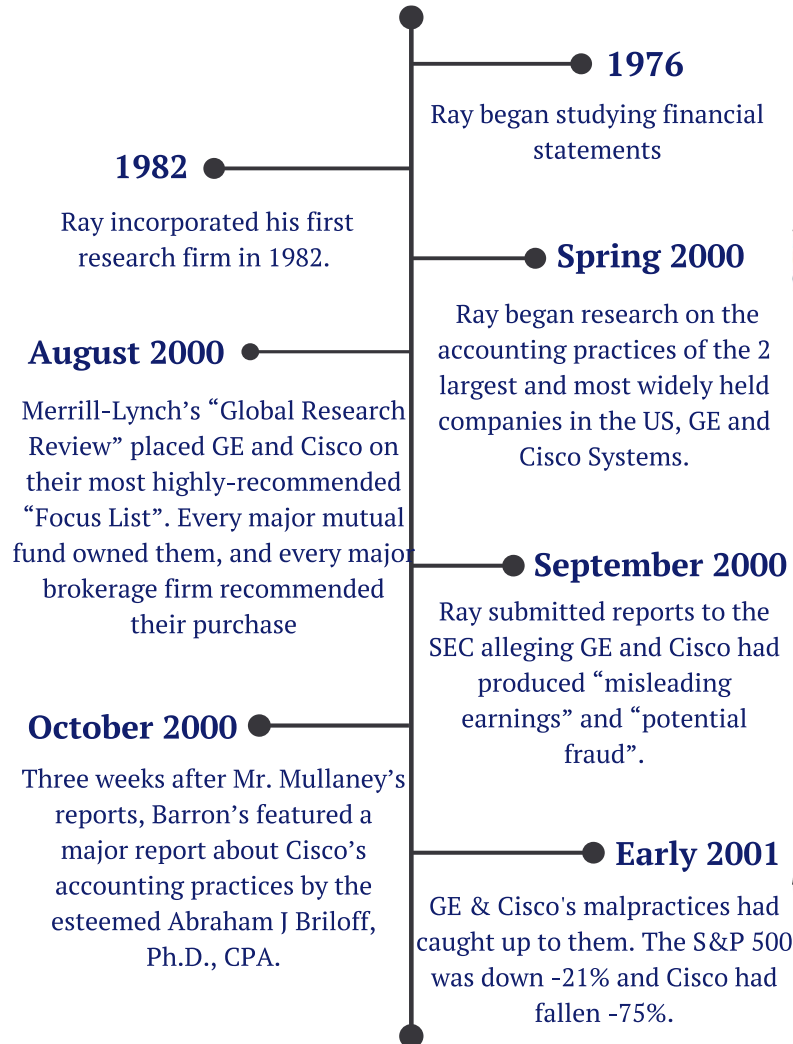 1976
Ray began studying financial
statements
1982
Ray incorporated his first
research firm in 1982.
Spring 2000
Ray began research on the
accounting practices of the 2
largest and most widely held
companies in the US, GE and
Cisco Systems.
August 2000
Merrill-Lynch’s “Global Research
Review” placed GE and Cisco on
their most highly-recommended
“Focus List”. Every major mutual
fund owned them, and every major
brokerage firm recommended
their purchase
September 2000
Ray submitted reports to the
SEC alleging GE and Cisco had
produced “misleading
earnings” and “potential
fraud”.
October 2000
Three weeks after Mr. Mullaney’s
reports, Barron’s featured a
major report about Cisco’s
accounting practices by the
esteemed Abraham J Briloff,
Ph.D., CPA.
Early 2001
GE & Cisco's malpractices had
caught up to them. The S&P 500
was down -21% and Cisco had
fallen -75%.